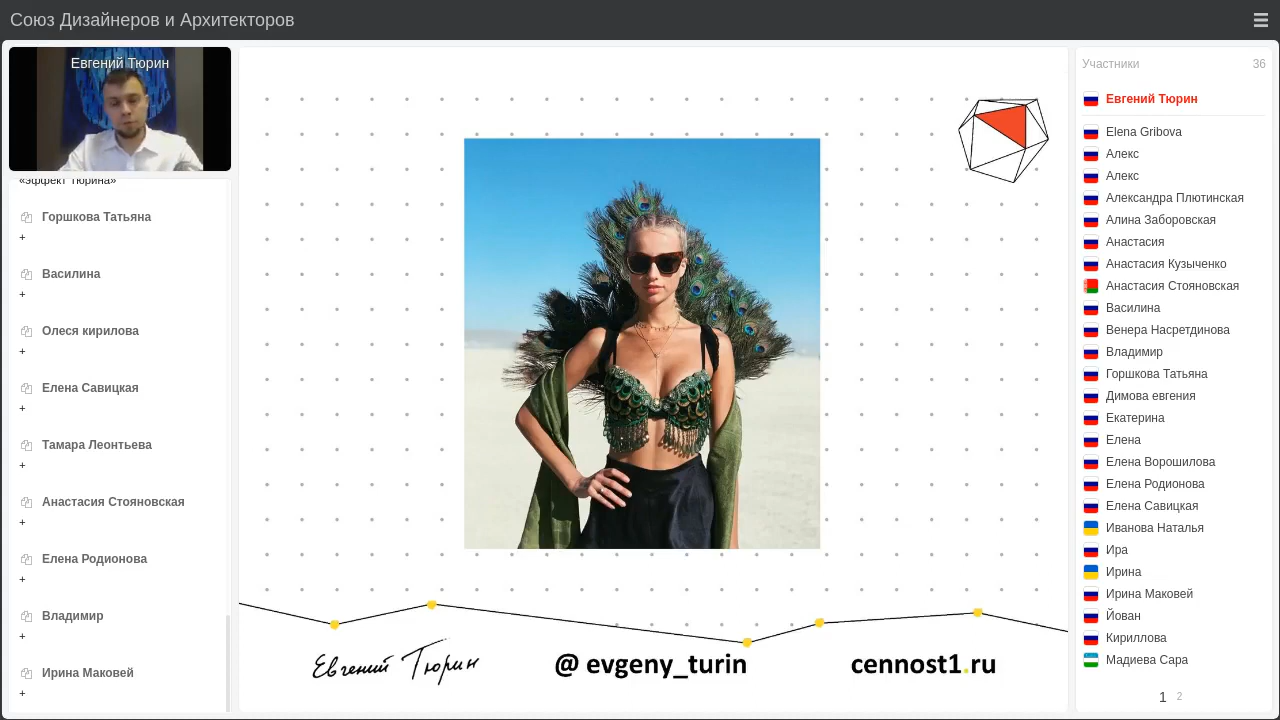 Союз Дизайнеров и Архитекторов
Евгений Тюрин
«эффект Тюрина»
Горшкова Татьяна
+
Василина
+
Олеся кирилова
+
Елена Савицкая
+
Тамара Леонтьева
+
Анастасия Стояновская
+
Елена Родионова
+
Владимир
+
Ирина Маковей
+
Евгений Тюрин
@ evgeny_turin
cennost1.ru
Участники 36
Евгений Тюрин
Elena Gribova
Алекс
Алекс
Александра Плютинская
Алина Заборовская
Анастасия
Анастасия Кузыченко
Анастасия Стояновская
Василина
Венера Насретдинова
Владимир
Горшкова Татьяна
Димова евгения
Екатерина
Елена
Елена Ворошилова
Елена Родионова
Елена Савицкая
Иванова Наталья
Ира
Ирина
Ирина Маковей
Йован
Кириллова
Мадиева Сара
1 2